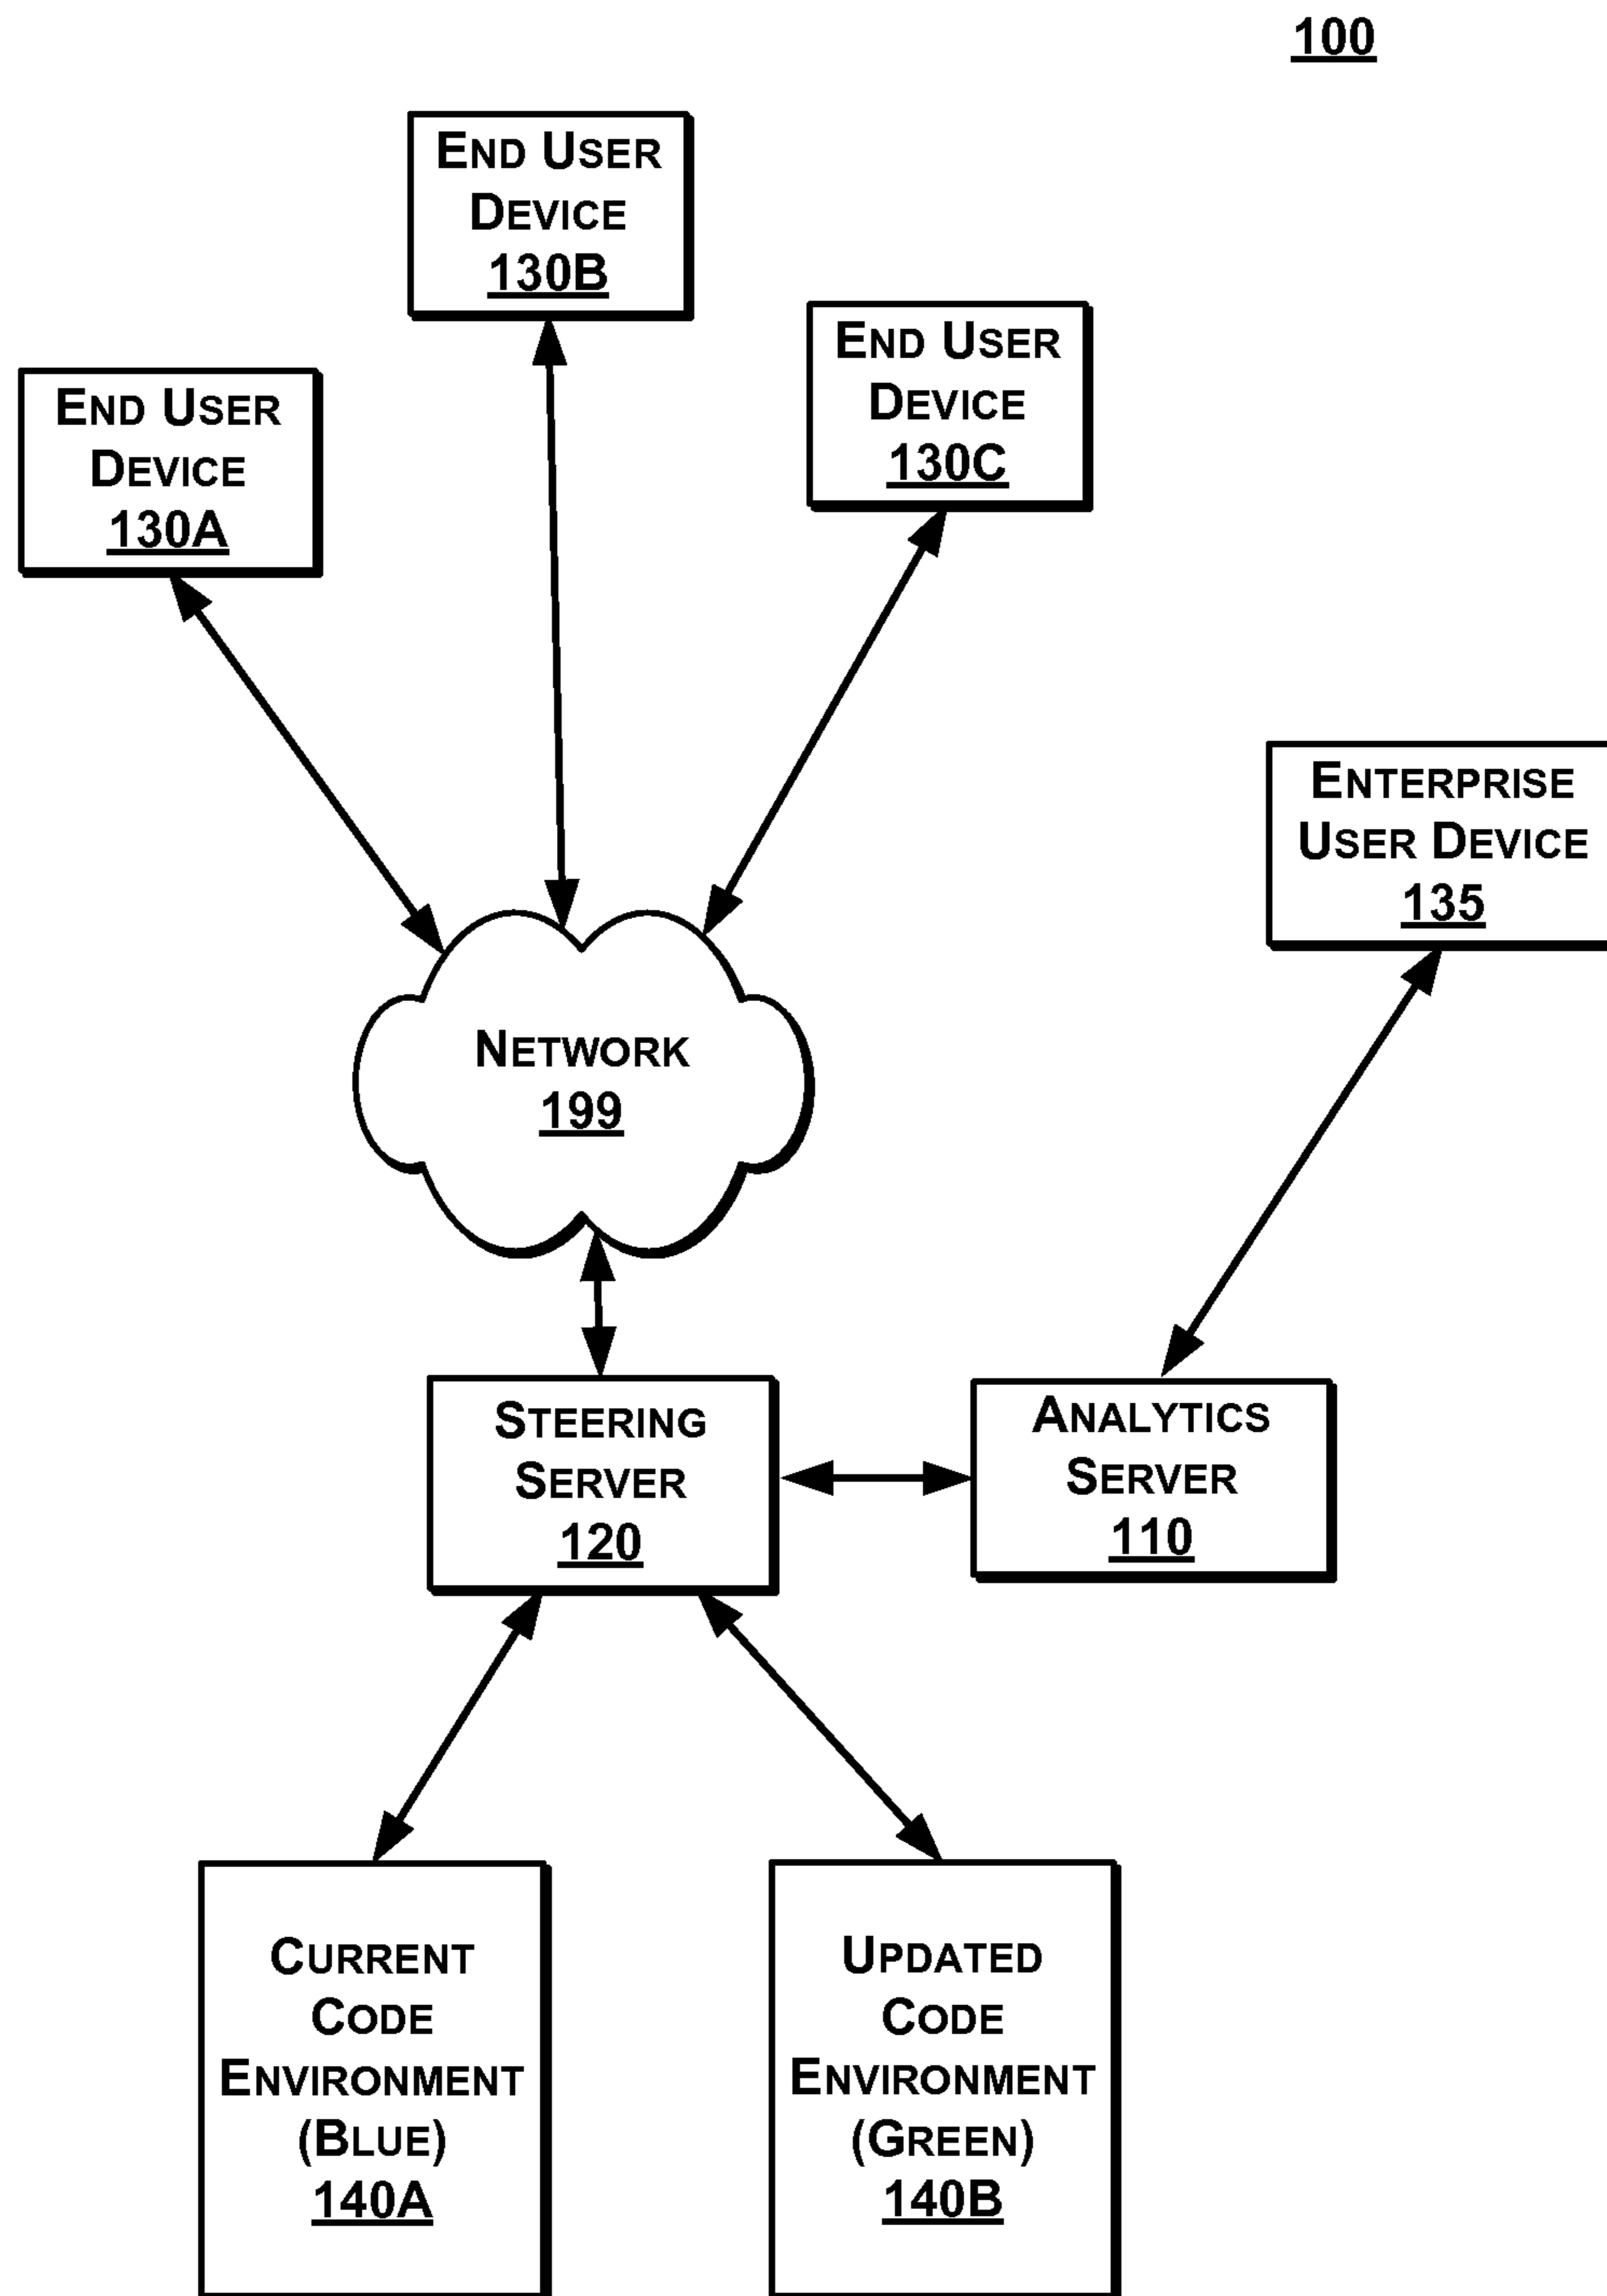 100
END USER
DEVICE
130B
END USER
DEVICE
130C
END USER
DEVICE
130A
ENTERPRISE
USER DEVICE
135
NETWORK
199
STEERING
SERVER
120
ANALYTICS
SERVER
110
CURRENT
CODE
ENVIRONMENT
(BLUE)
140A
UPDATED
CODE
ENVIRONMENT
(GREEN)
140B